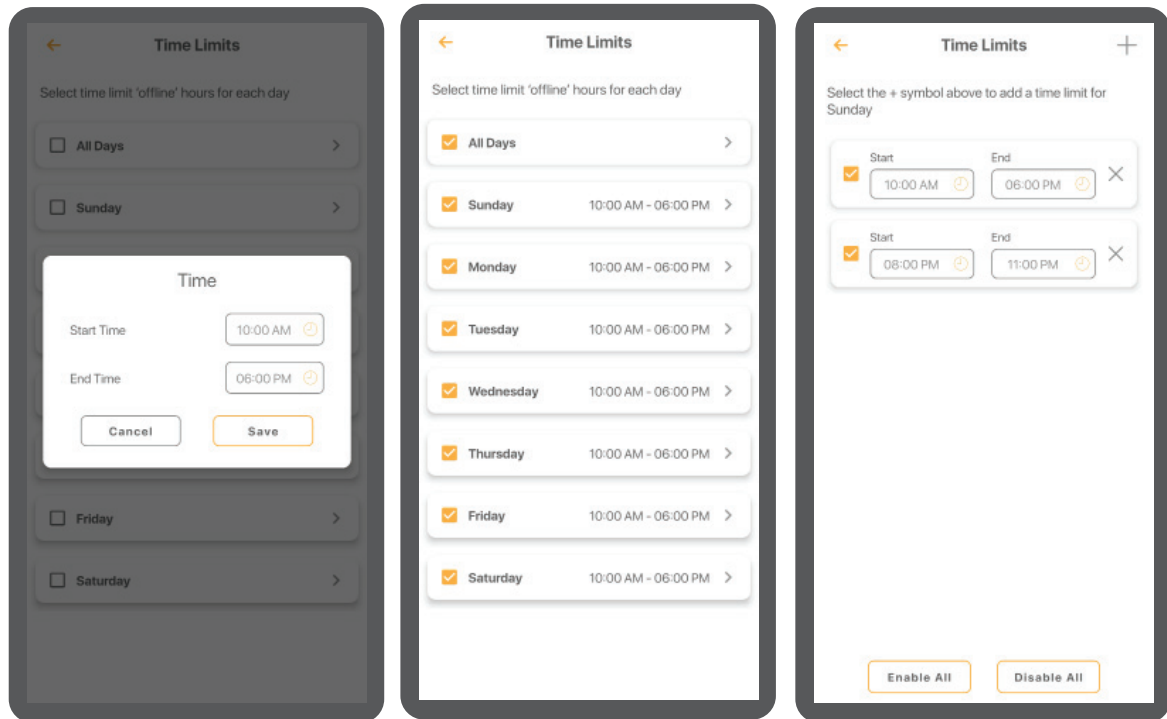 Time Limits
Select time limit 'offline' hours for each day
All Days
Sunday
Time
Start Time 10:00 AM
End Time 06:00 PM
Cancel Save
Friday
Saturday
Time Limits
Select time limit 'offline' hours for each day
All Days
Sunday 10:00 AM - 06:00 PM
Monday 10:00 AM - 06:00 PM
Tuesday 10:00 AM - 06:00 PM
Wednesday 10:00 AM - 06:00 PM
Thursday 10:00 AM - 06:00 PM
Friday 10:00 AM - 06:00 PM
Saturday 10:00 AM - 06:00 PM
Time Limits
Select the + symbol above to add a time limit for
Sunday
Start End
10:00 AM 06:00 PM
Start End
08:00 PM 11:00 PM
Enable All Disable All